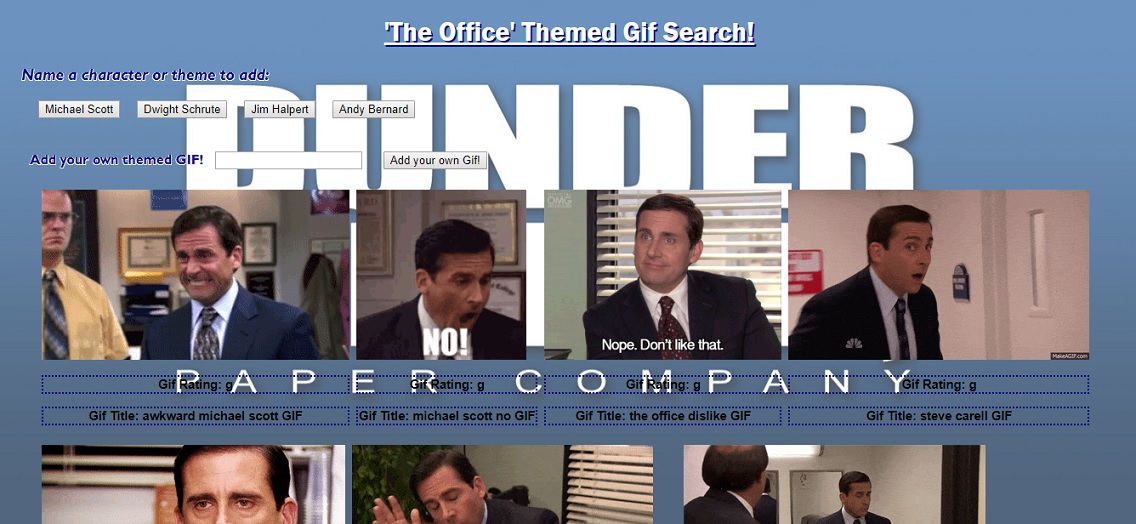 'The Office' Themed Gif Search!
Name a character or theme to add:
Michael Scott
Dwight Schrute
Jim Halpert
Andy Bernard
DUNDER
Add your own themed GIF!
Add your own Gif!
OMG
NO!
Nope. Don't like that.
MakeAGIF.com
PAPER COMPANY
Gif Rating: g
Gif Rating: g
Gif Rating: g
Gif Rating: g
Gif Title: awkward michael scott GIF
Gif Title: michael scott no GIF
Gif Title: the office dislike GIF
Gif Title: steve carell GIF